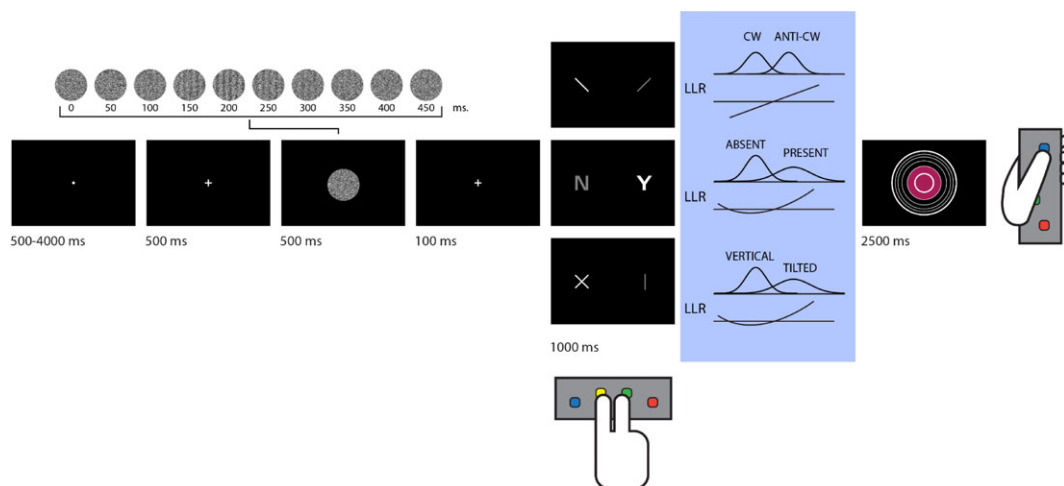 0 50 100 150 200 250 300 350 400 450 ms.
500-4000 ms
500 ms
500 ms
100 ms
N Y
1000 ms
CW ANTI-CW
LLR
ABSENT PRESENT
LLR
VERTICAL TILTED
LLR
2500 ms